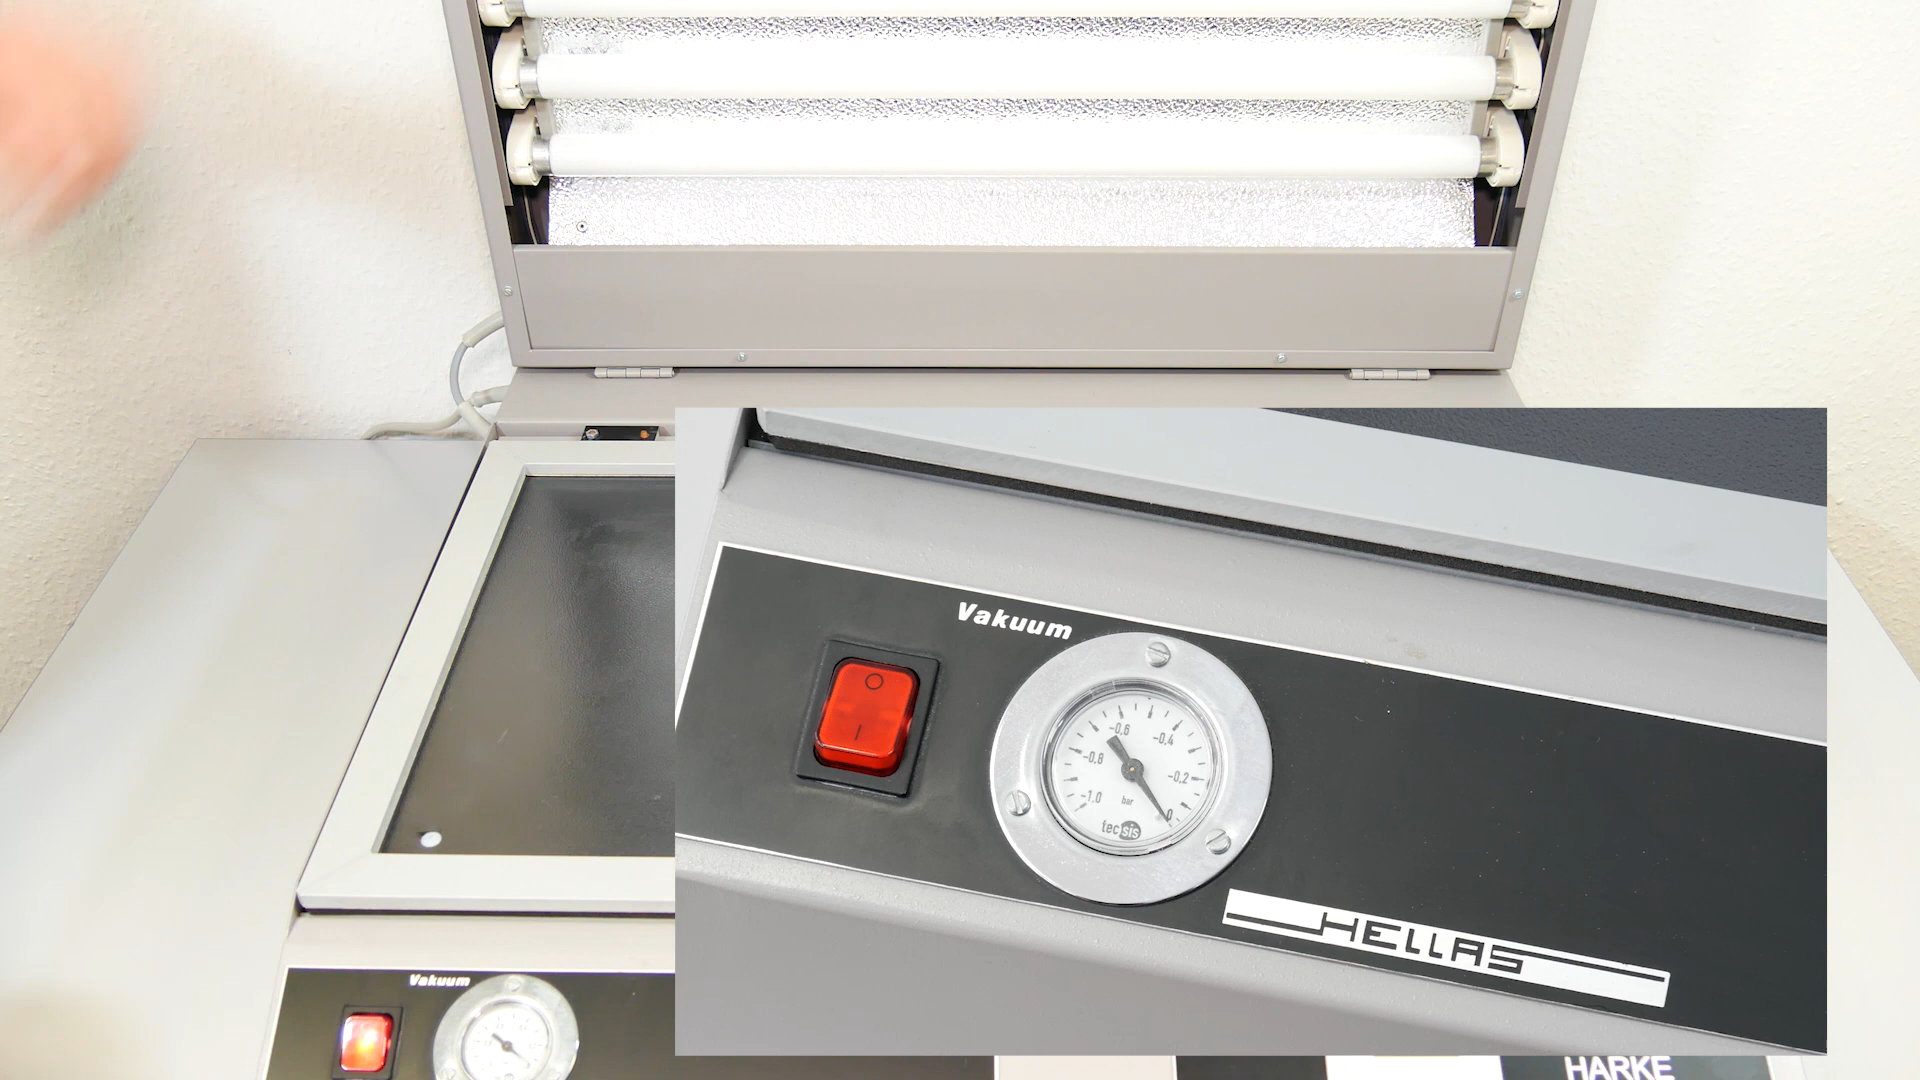 Vakuum
O
I
-0,6
-0,4
-0,8
-0,2
-1,0
bar
0
tecsis
HELLAS
Vakuum
HARKE